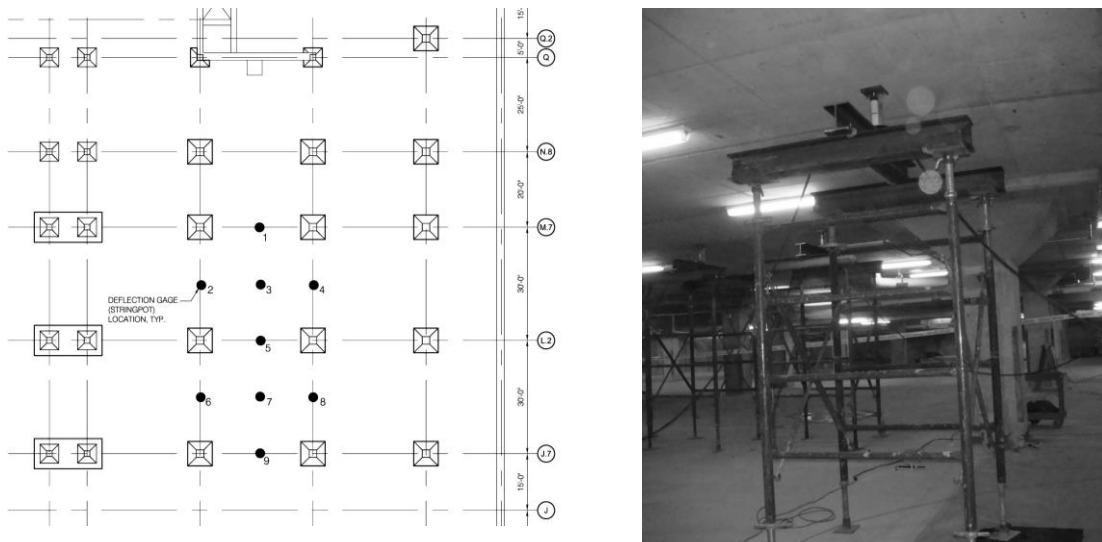 15'-
Q.2
5'-0"
Q
25'-0"
N.8
20'-0"
M.7
1
30'-0"
2
3
4
DEFLECTION GAGE
(STRINGPOT)
LOCATION, TYP.
L.2
5
30'-0"
6
7
8
J.7
9
15'-0"
J